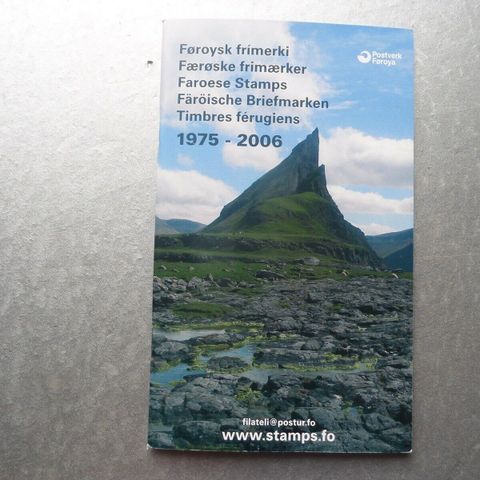 Føroysk frímerki
Færøske frimærker
Faroese Stamps
Färöische Briefmarken
Timbres férugiens
1975 - 2006
Postverk
Føroya
filateli@postur.fo
www.stamps.fo